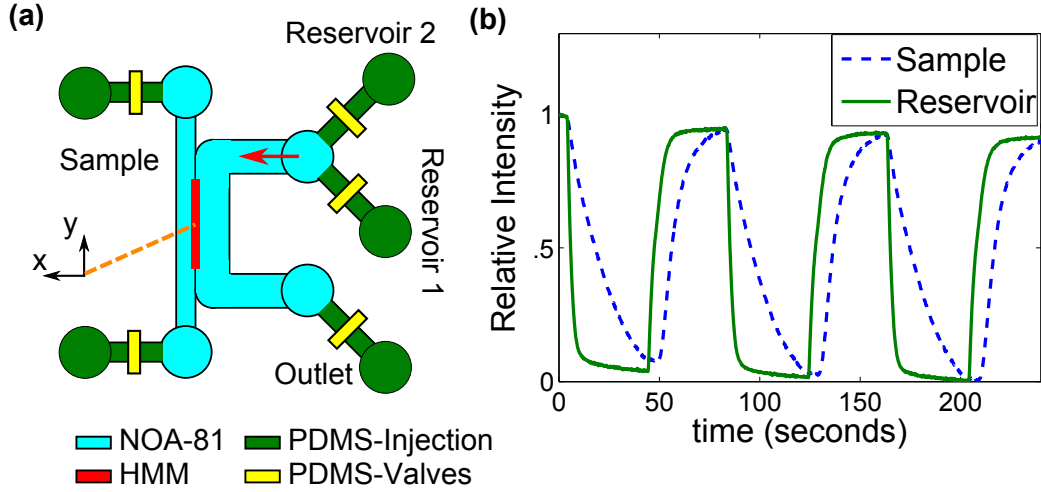 (a)
Reservoir 2
Sample
Reservoir 1
y
x
Outlet
NOA-81
PDMS-Injection
HMM
PDMS-Valves
(b)
Sample
Reservoir
Relative Intensity
1
.5
0
0
50
100
150
200
time (seconds)